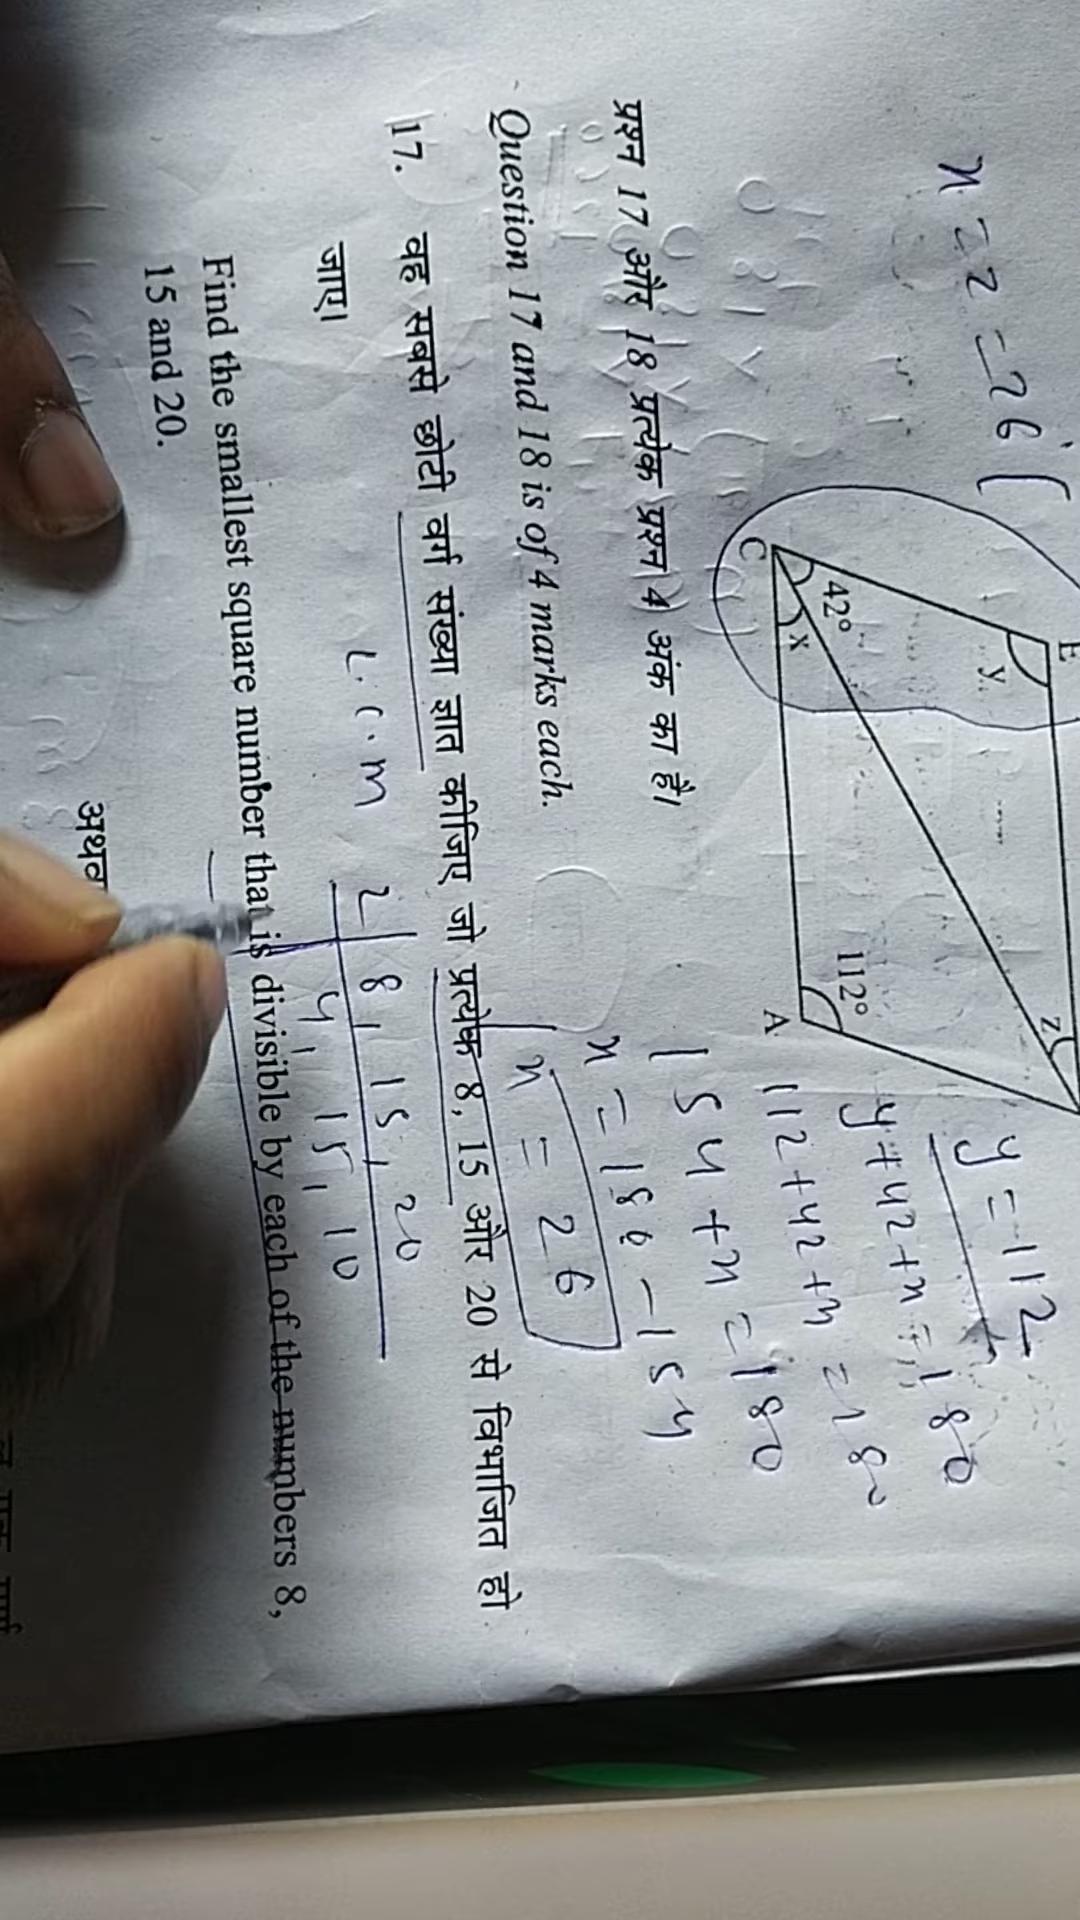 x = z = 26
E
y
42°
C
x
z
112°
A
y = 112
y + 42 + x = 180
112 + 42 + x = 180
154 + x = 180
x = 180 - 154
x = 26
प्रश्न 17 और 18 प्रत्येक प्रश्न 4 अंक का है।
Question 17 and 18 is of 4 marks each.
17. वह सबसे छोटी वर्ग संख्या ज्ञात कीजिए जो प्रत्येक 8, 15 और 20 से विभाजित हो
जाए।
L.C.M 2 8, 15, 20
4, 15, 10
Find the smallest square number that is divisible by each of the numbers 8,
15 and 20.